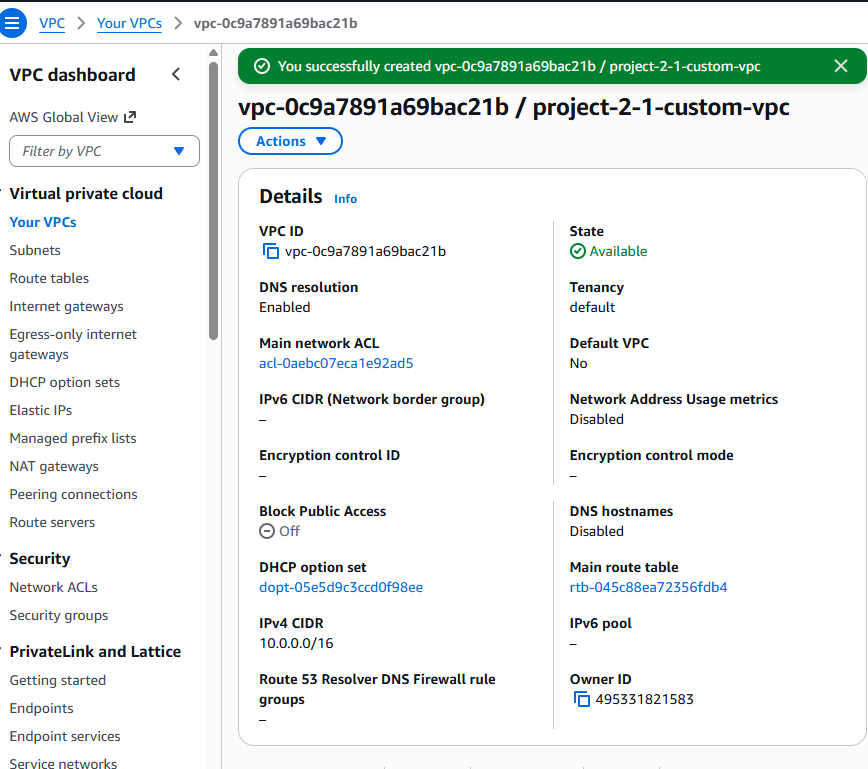 VPC > Your VPCs > vpc-0c9a7891a69bac21b
VPC dashboard
AWS Global View
Filter by VPC
Virtual private cloud
Your VPCs
Subnets
Route tables
Internet gateways
Egress-only internet
gateways
DHCP option sets
Elastic IPs
Managed prefix lists
NAT gateways
Peering connections
Route servers
Security
Network ACLs
Security groups
PrivateLink and Lattice
Getting started
Endpoints
Endpoint services
Service networks
You successfully created vpc-0c9a7891a69bac21b / project-2-1-custom-vpc
vpc-0c9a7891a69bac21b / project-2-1-custom-vpc
Actions
Details Info
VPC ID
vpc-0c9a7891a69bac21b
State
Available
DNS resolution
Enabled
Tenancy
default
Main network ACL
acl-0aebc07eca1e92ad5
Default VPC
No
IPv6 CIDR (Network border group)
–
Network Address Usage metrics
Disabled
Encryption control ID
–
Encryption control mode
–
Block Public Access
Off
DNS hostnames
Disabled
DHCP option set
dopt-05e5d9c3ccd0f98ee
Main route table
rtb-045c88ea72356fdb4
IPv4 CIDR
10.0.0.0/16
IPv6 pool
–
Route 53 Resolver DNS Firewall rule
groups
–
Owner ID
495331821583